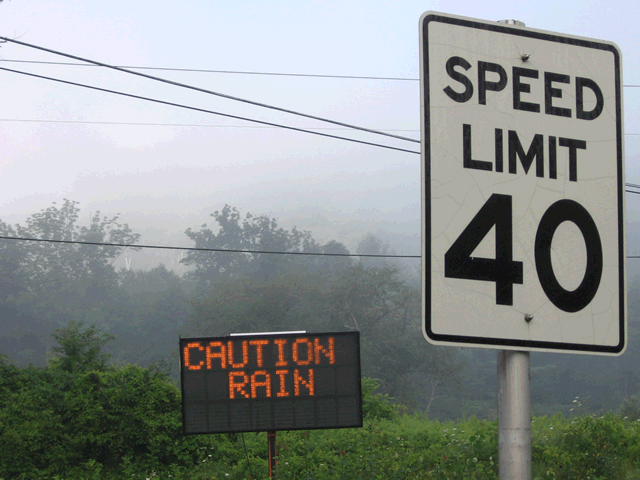 SPEED
LIMIT
40
CAUTION
RAIN